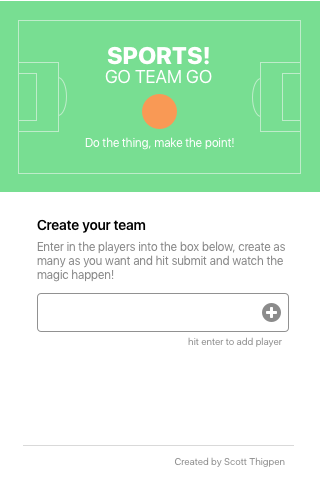 SPORTS!
GO TEAM GO
Do the thing, make the point!
Create your team
Enter in the players into the box below, create as
many as you want and hit submit and watch the
magic happen!
hit enter to add player
Created by Scott Thigpen